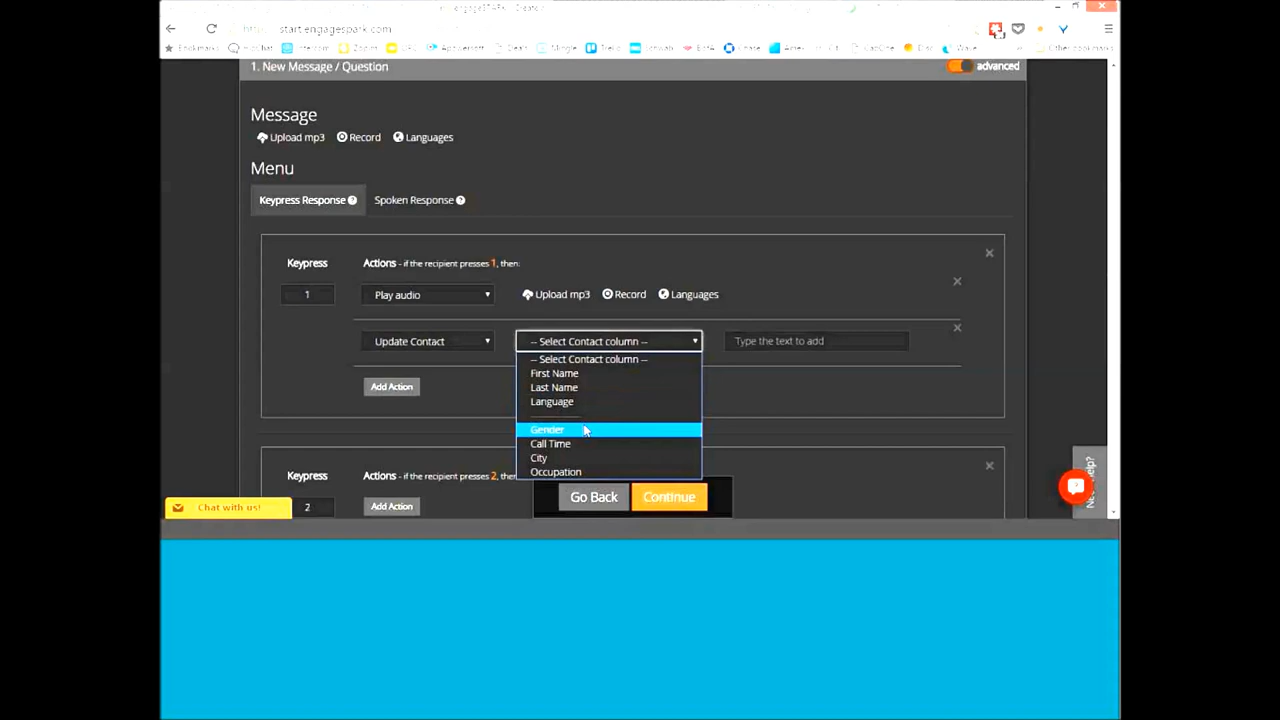 start.engagespark.com
Bookmarks
Other bookmarks
1. New Message / Question
advanced
Message
Upload mp3 Record Languages
Menu
Keypress Response Spoken Response
Keypress Actions - if the recipient presses 1, then:
1 Play audio Upload mp3 Record Languages
Update Contact -- Select Contact column -- Type the text to add
-- Select Contact column --
First Name
Last Name
Language
Add Action
Gender
Call Time
City
Occupation
Keypress Actions - if the recipient presses 2, then
2 Add Action
Go Back Continue
Chat with us!